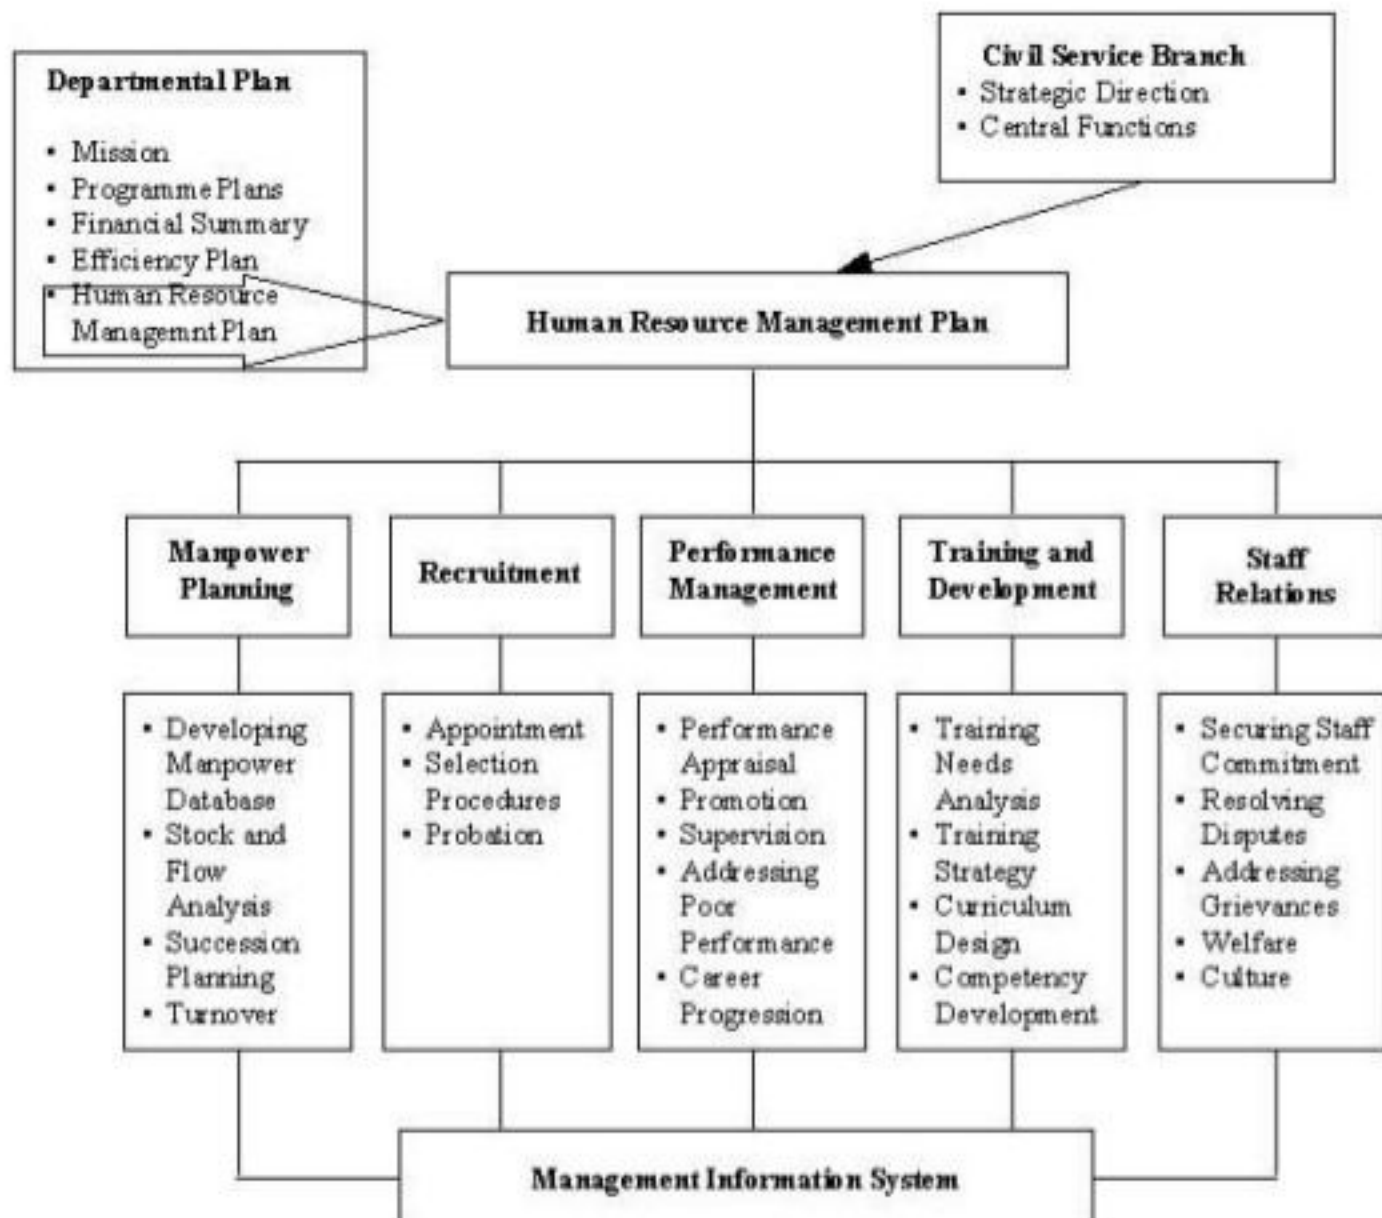 Departmental Plan
▪ Mission
▪ Programme Plans
▪ Financial Summary
▪ Efficiency Plan
▪ Human Resource
Managemnt Plan
Civil Service Branch
▪ Strategic Direction
▪ Central Functions
Human Resource Management Plan
Manpower
Planning
Recruitment
Performance
Management
Training and
Development
Staff
Relations
▪ Developing
Manpower
Database
▪ Stock and
Flow
Analysis
▪ Succession
Planning
▪ Turnover
▪ Appointment
▪ Selection
Procedures
▪ Probation
▪ Performance
Appraisal
▪ Promotion
▪ Supervision
▪ Addressing
Poor
Performance
▪ Career
Progression
▪ Training
Needs
Analysis
▪ Training
Strategy
▪ Curriculum
Design
▪ Competency
Development
▪ Securing Staff
Commitment
▪ Resolving
Disputes
▪ Addressing
Grievances
▪ Welfare
▪ Culture
Management Information System